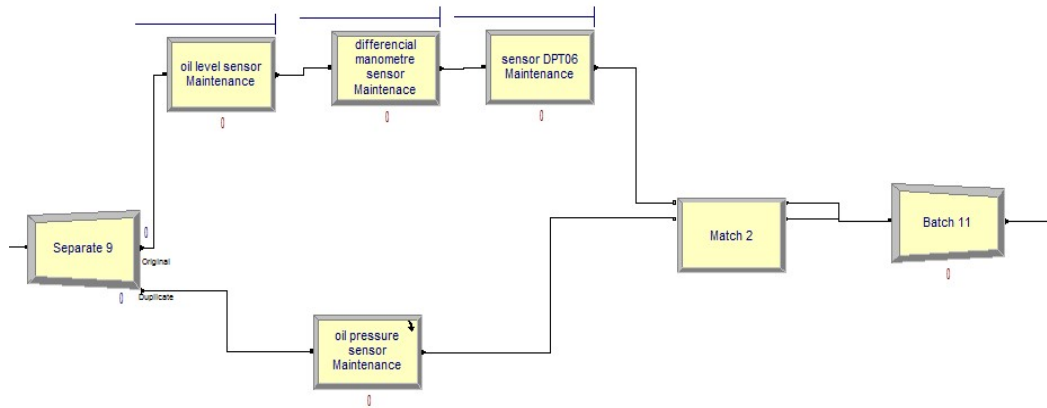 oil level sensor
Maintenance
differencial
manometre
sensor
Maintenace
sensor DPT06
Maintenance
Separate 9
0
0
0
0
Original
Duplicate
0
oil pressure
sensor
Maintenance
0
Match 2
Batch 11
0